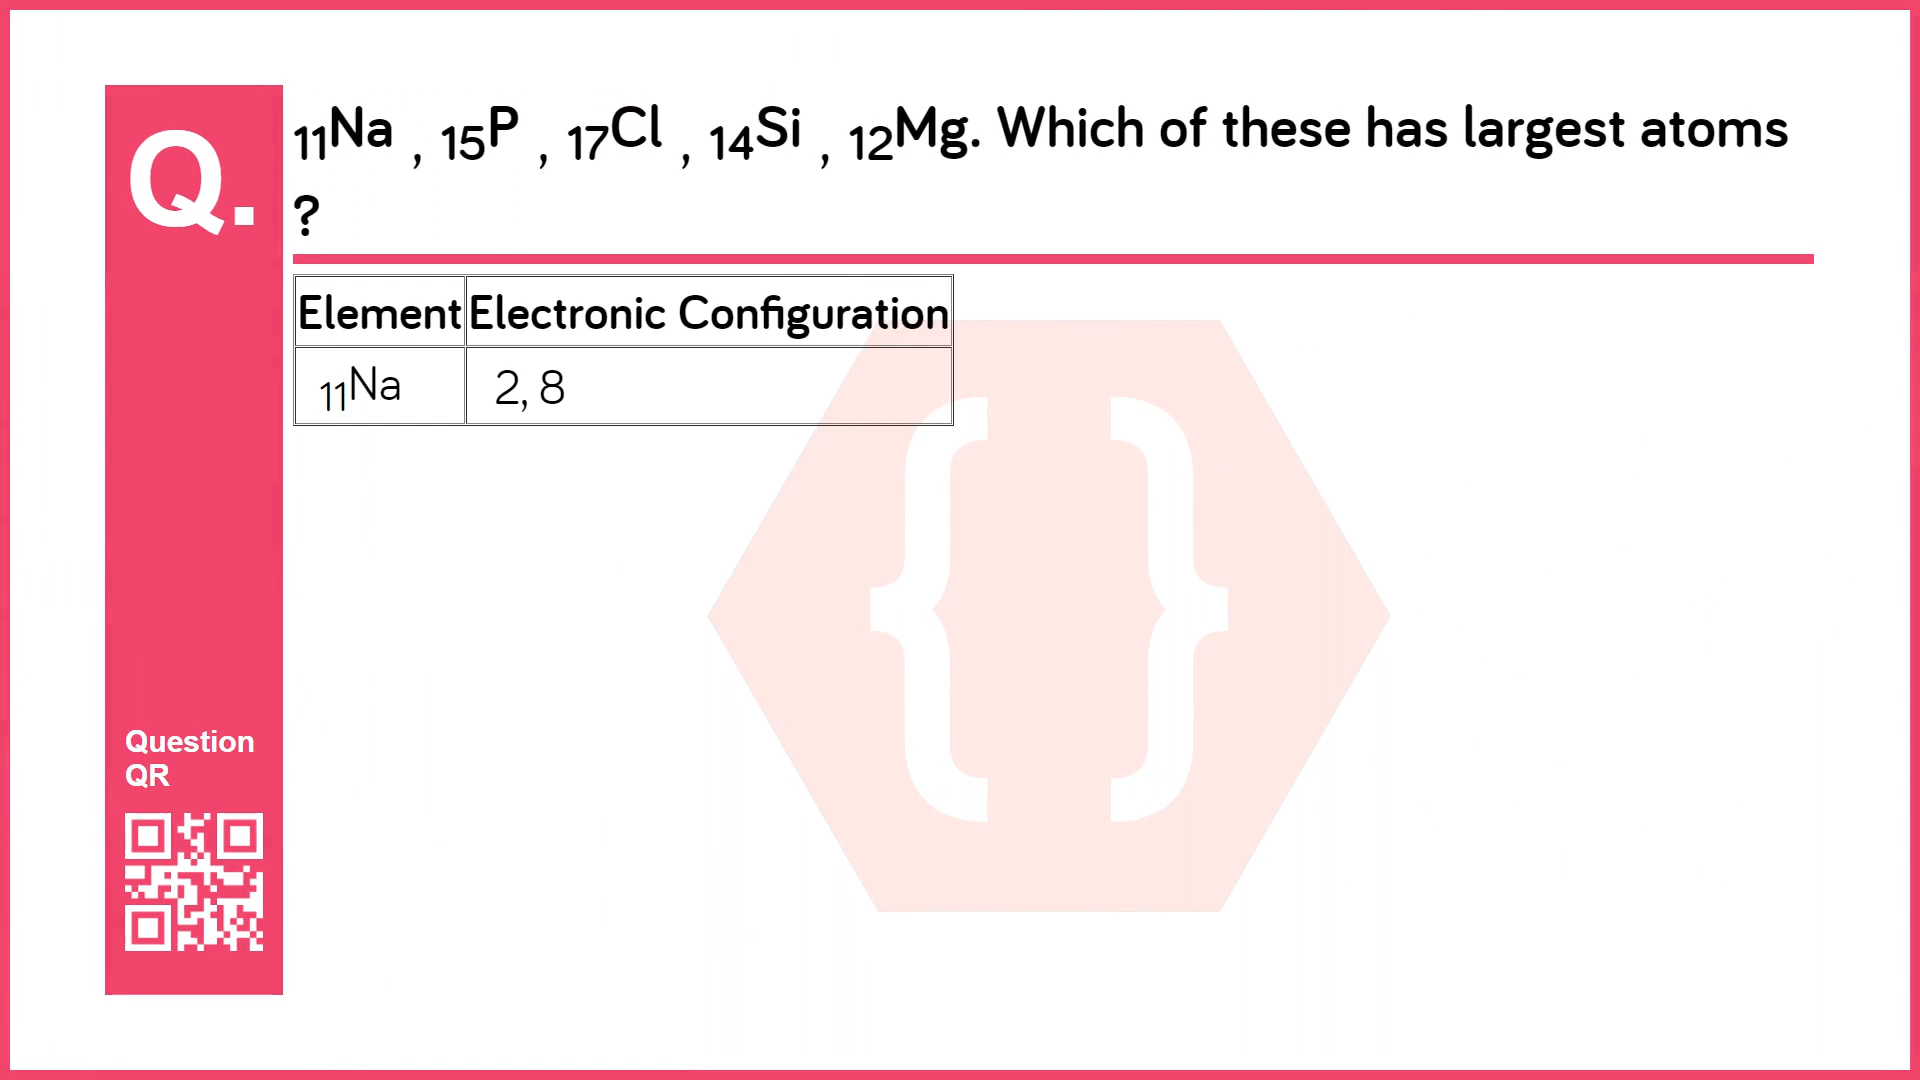 Q.
₁₁Na , ₁₅P , ₁₇Cl , ₁₄Si , ₁₂Mg. Which of these has largest atoms
?
Element Electronic Configuration
₁₁Na 2, 8
Question
QR